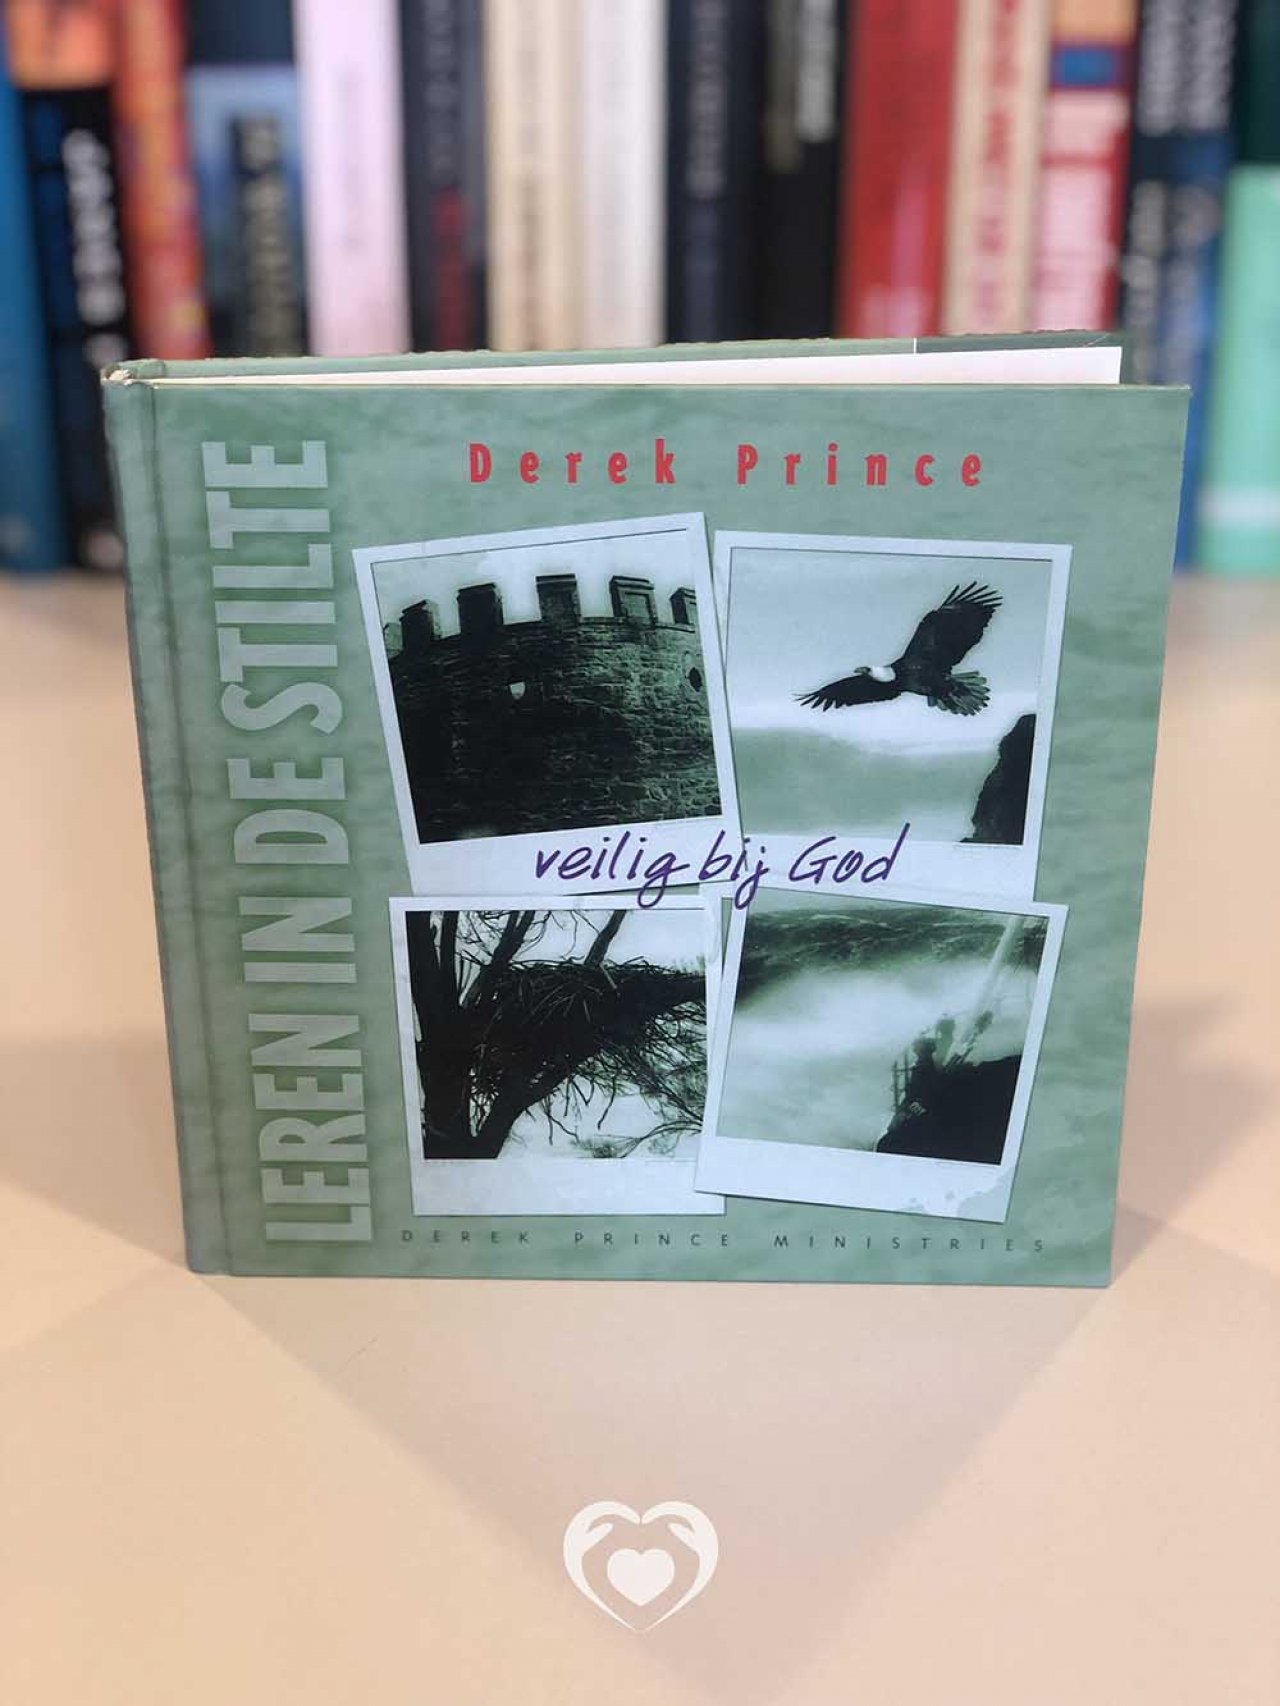 Derek Prince
LEREN IN DE STILTE
veilig bij God
DEREK PRINCE MINISTRIES